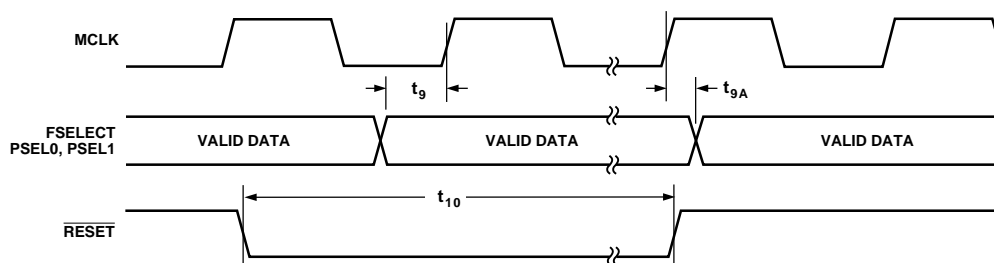 MCLK
t9
t9A
FSELECT
PSEL0, PSEL1
VALID DATA
VALID DATA
VALID DATA
t10
RESET